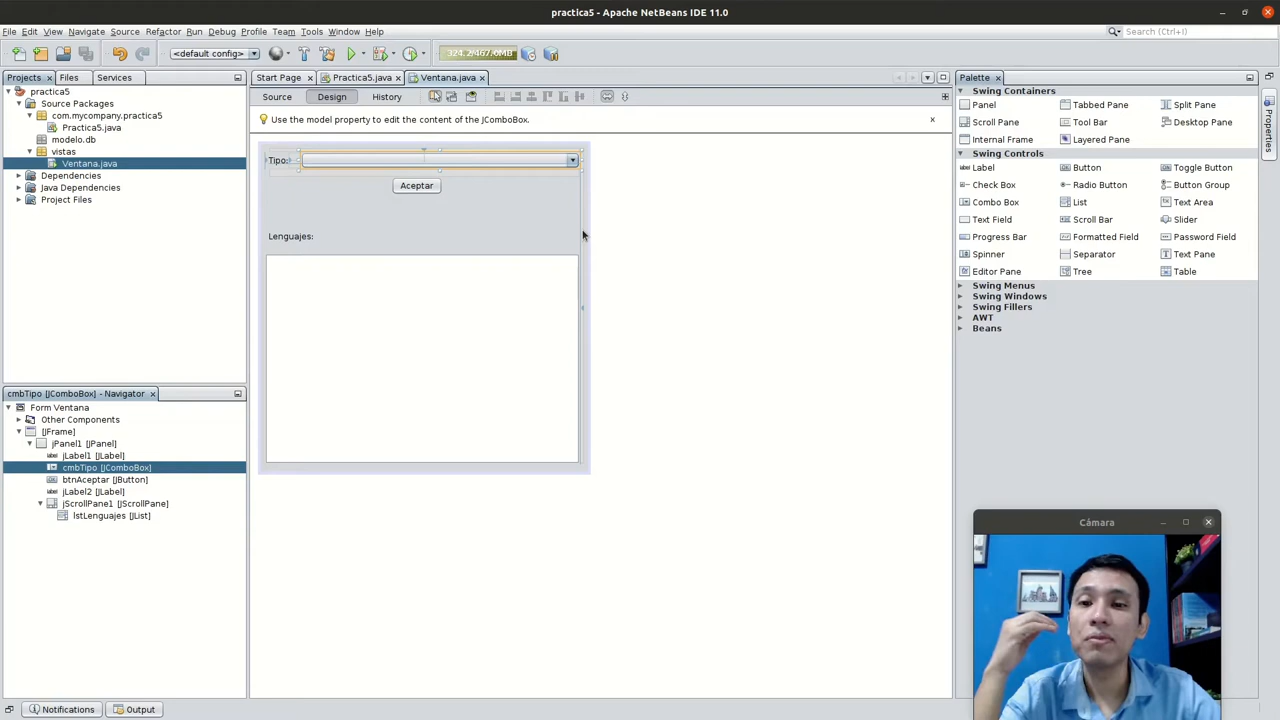 practica5 - Apache NetBeans IDE 11.0
File Edit View Navigate Source Refactor Run Debug Profile Team Tools Window Help
Search (Ctrl+I)
<default config>
324.2/467.0MB
Projects Files Services
Start Page Practica5.java Ventana.java
Palette
Source Design History
Use the model property to edit the content of the JComboBox.
practica5
Source Packages
com.mycompany.practica5
Practica5.java
modelo.db
vistas
Ventana.java
Dependencies
Java Dependencies
Project Files
Tipo:
Aceptar
Lenguajes:
Swing Containers
Panel Tabbed Pane Split Pane
Scroll Pane Tool Bar Desktop Pane
Internal Frame Layered Pane
Swing Controls
Label Button Toggle Button
Check Box Radio Button Button Group
Combo Box List Text Area
Text Field Scroll Bar Slider
Progress Bar Formatted Field Password Field
Spinner Separator Text Pane
Editor Pane Tree Table
Swing Menus
Swing Windows
Swing Fillers
AWT
Beans
Properties
cmbTipo [JComboBox] - Navigator
Form Ventana
Other Components
[JFrame]
jPanel1 [JPanel]
jLabel1 [JLabel]
cmbTipo [JComboBox]
btnAceptar [JButton]
jLabel2 [JLabel]
jScrollPane1 [JScrollPane]
lstLenguajes [JList]
Cámara
Notifications Output